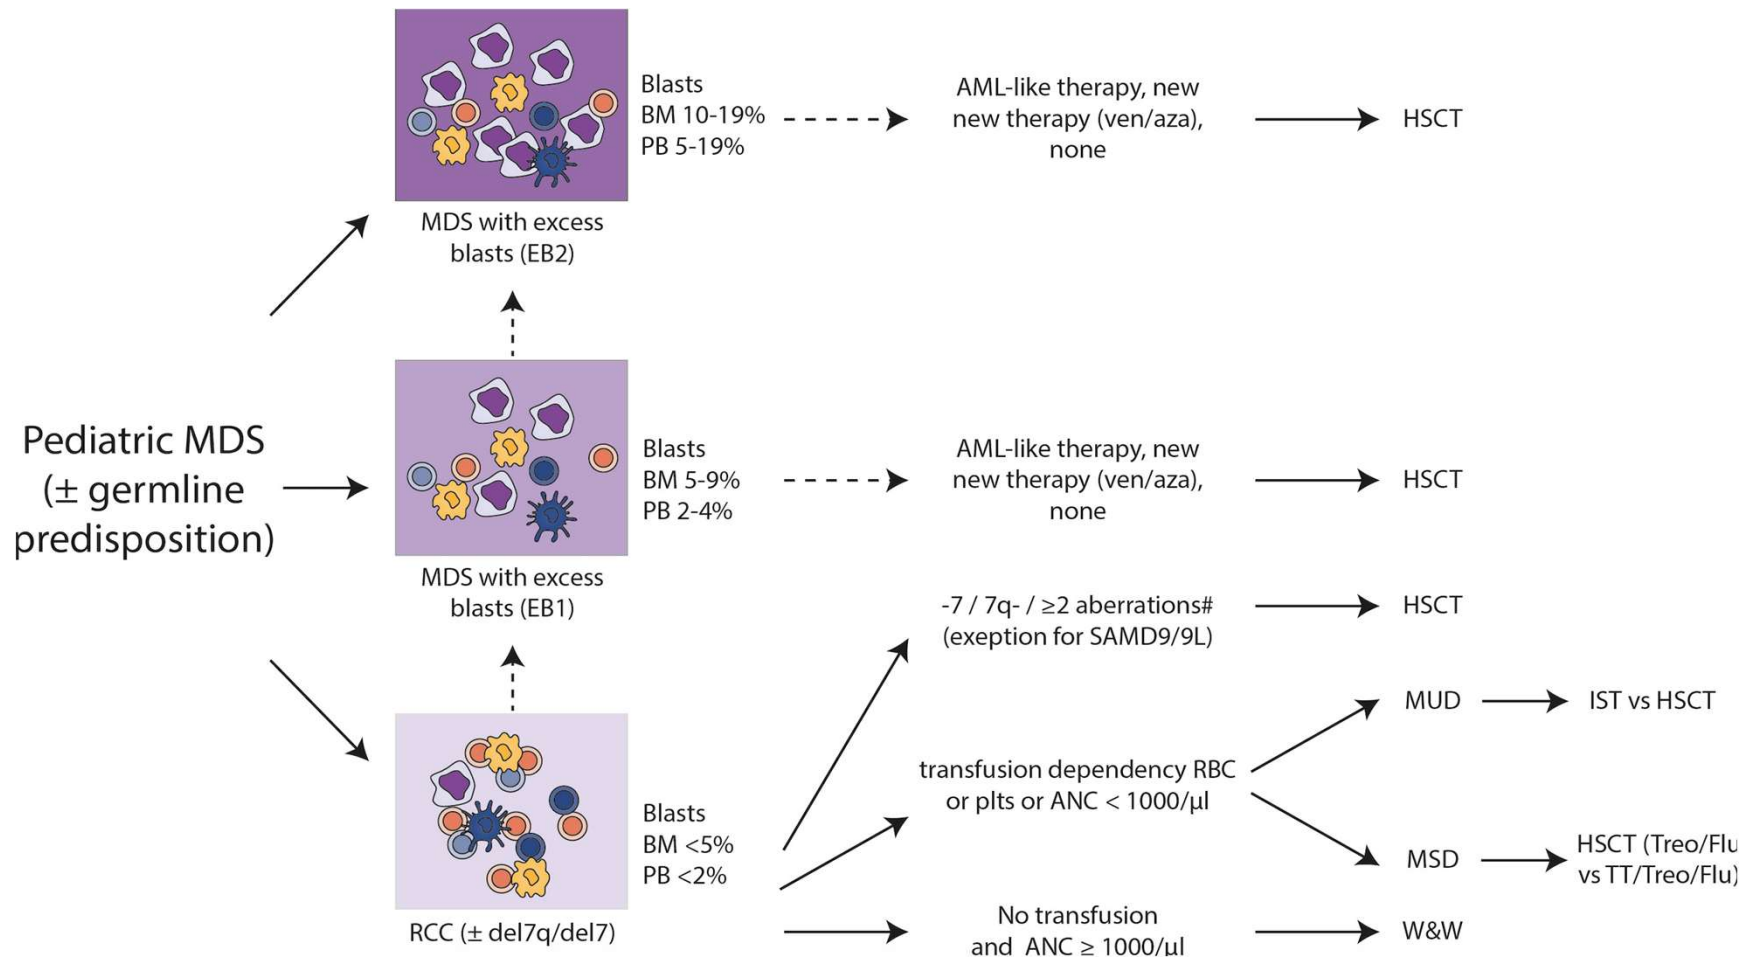 Pediatric MDS
(± germline
predisposition)
Blasts
BM 10-19%
PB 5-19%
MDS with excess
blasts (EB2)
AML-like therapy, new
new therapy (ven/aza),
none
HSCT
Blasts
BM 5-9%
PB 2-4%
MDS with excess
blasts (EB1)
AML-like therapy, new
new therapy (ven/aza),
none
HSCT
Blasts
BM <5%
PB <2%
RCC (± del7q/del7)
-7 / 7q- / ≥2 aberrations#
(exeption for SAMD9/9L)
HSCT
transfusion dependency RBC
or plts or ANC < 1000/µl
MUD
IST vs HSCT
MSD
HSCT (Treo/Flu
vs TT/Treo/Flu)
No transfusion
and ANC ≥ 1000/µl
W&W